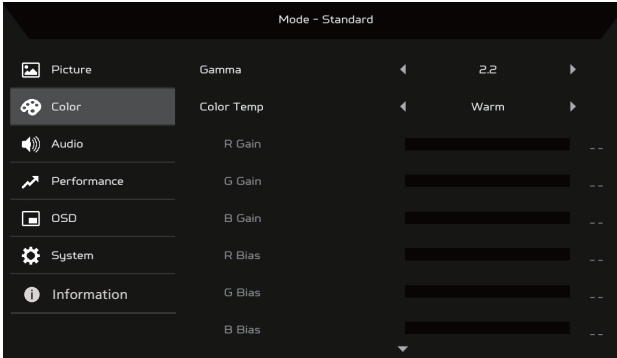 Mode - Standard
Picture
Gamma
2.2
Color
Color Temp
Warm
Audio
R Gain
--
Performance
G Gain
--
OSD
B Gain
--
System
R Bias
--
Information
G Bias
--
B Bias
--